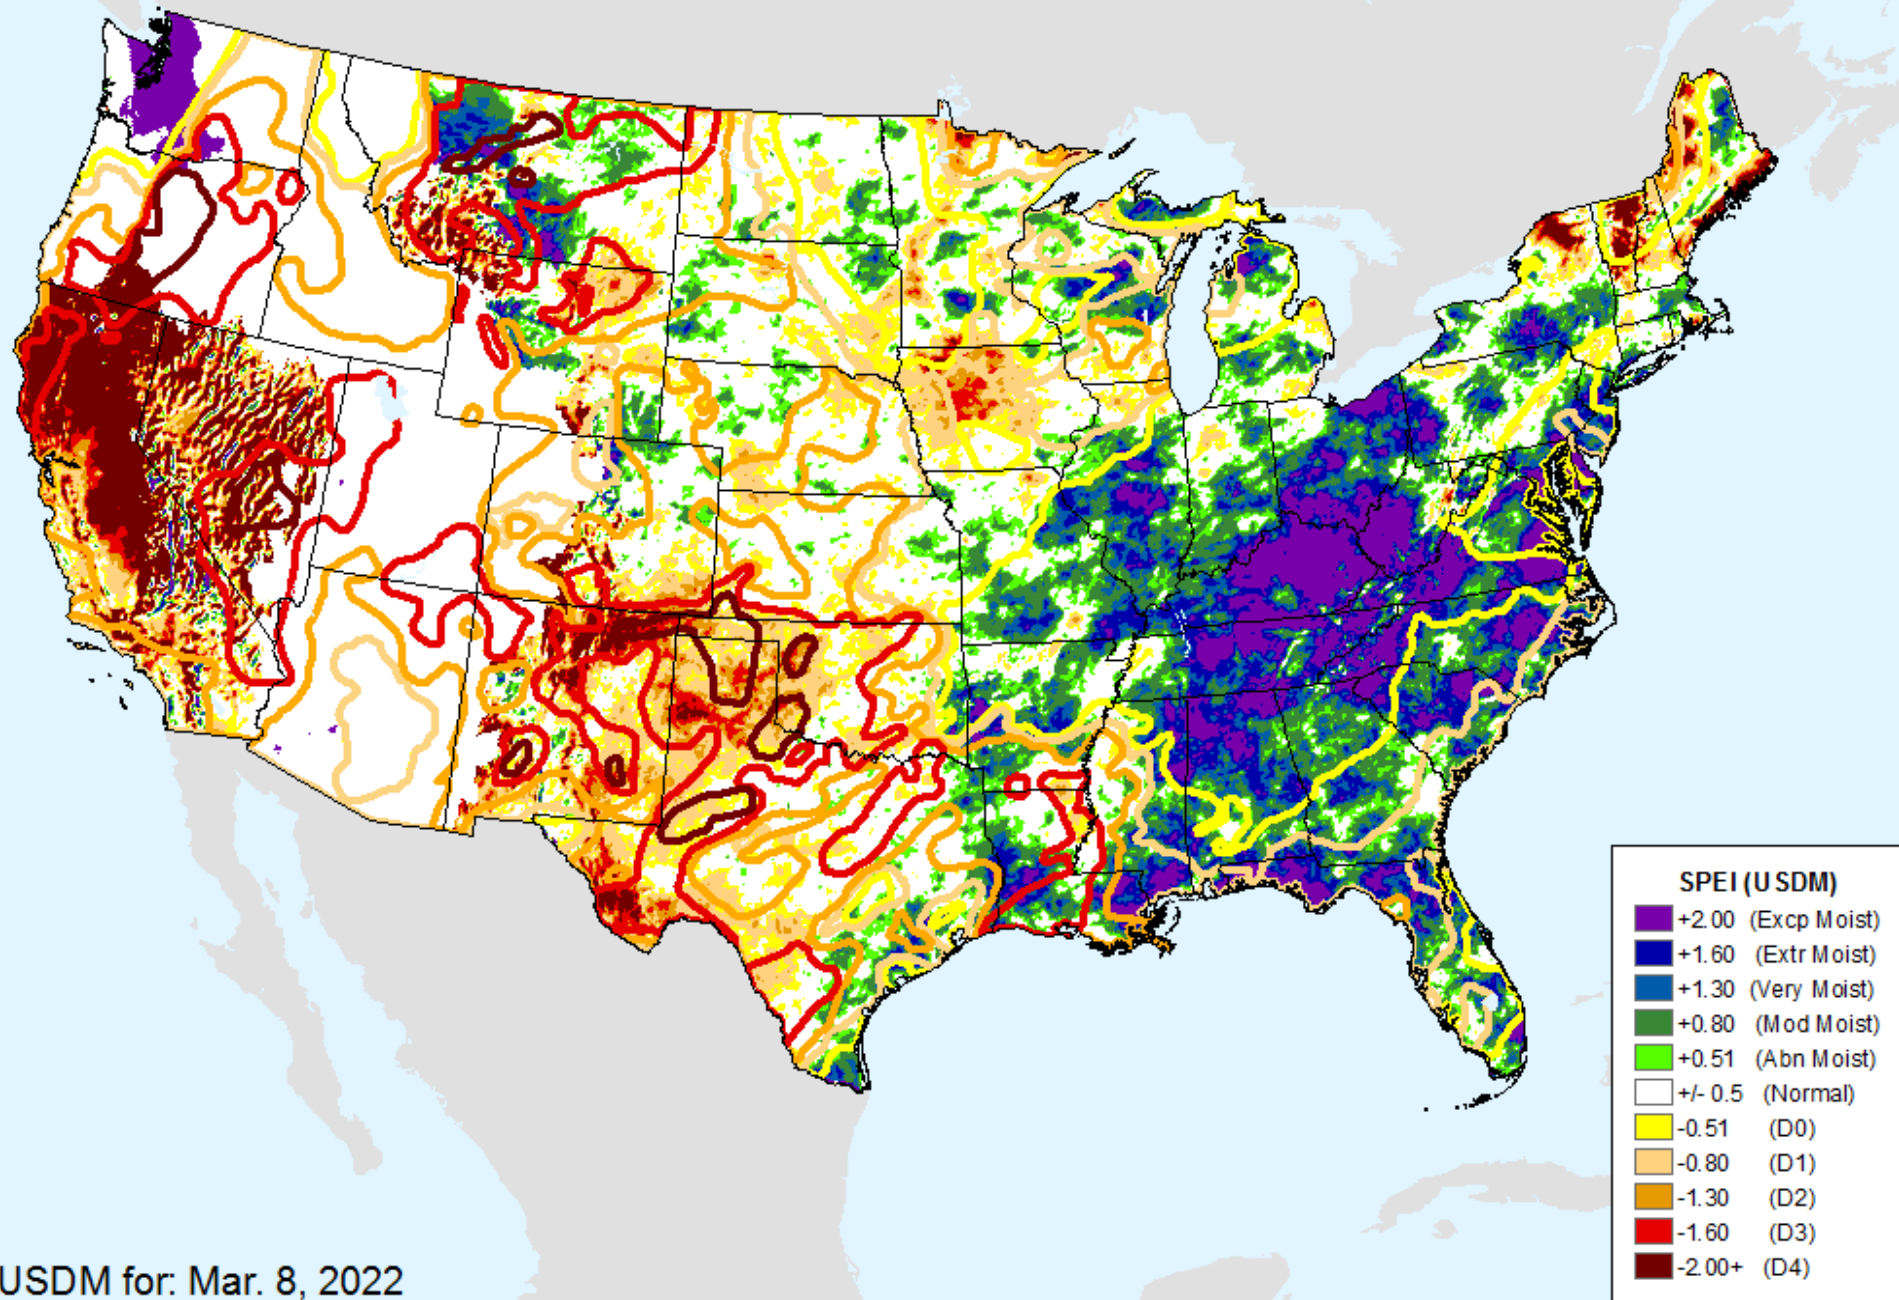 SPEI (USDM)
+2.00 (Excp Moist)
+1.60 (Extr Moist)
+1.30 (Very Moist)
+0.80 (Mod Moist)
+0.51 (Abn Moist)
+/- 0.5 (Normal)
-0.51 (D0)
-0.80 (D1)
-1.30 (D2)
-1.60 (D3)
-2.00+ (D4)
USDM for: Mar. 8, 2022